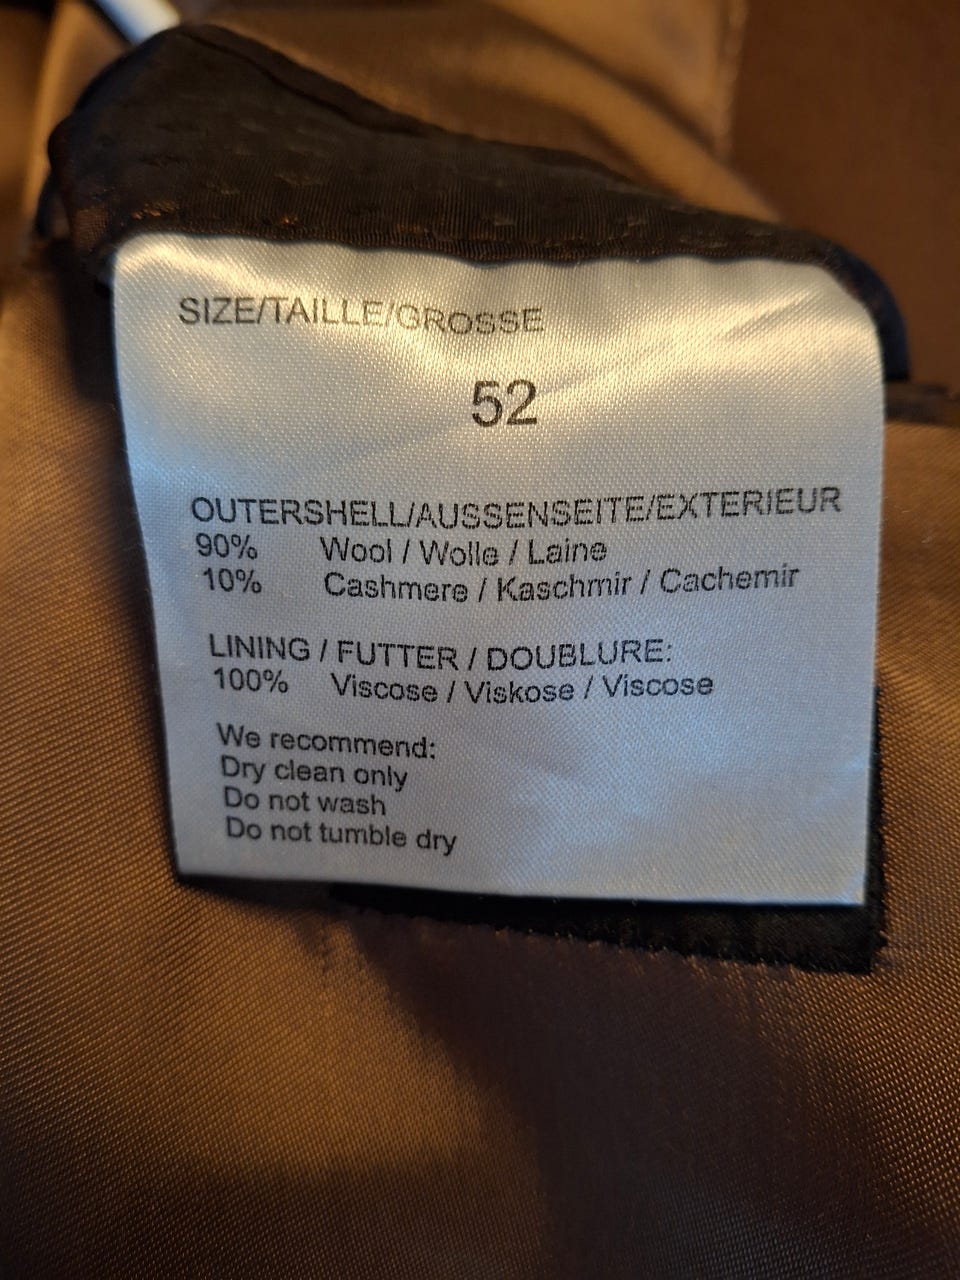 SIZE/TAILLE/GROSSE
52
OUTERSHELL/AUSSENSEITE/EXTERIEUR
90% Wool / Wolle / Laine
10% Cashmere / Kaschmir / Cachemir
LINING / FUTTER / DOUBLURE:
100% Viscose / Viskose / Viscose
We recommend:
Dry clean only
Do not wash
Do not tumble dry